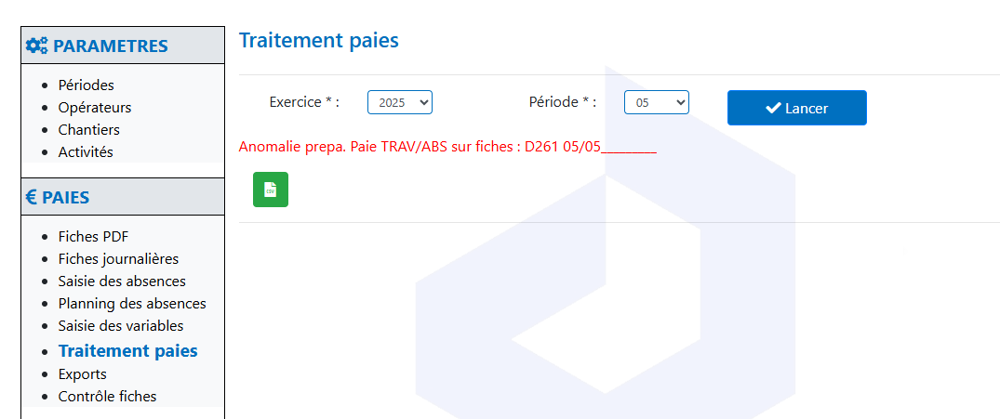 PARAMETRES
Périodes
Opérateurs
Chantiers
Activités
€ PAIES
Fiches PDF
Fiches journalières
Saisie des absences
Planning des absences
Saisie des variables
Traitement paies
Exports
Contrôle fiches
Traitement paies
Exercice * : 2025 Période * : 05 Lancer
Anomalie prepa. Paie TRAV/ABS sur fiches : D261 05/05_________
CSV